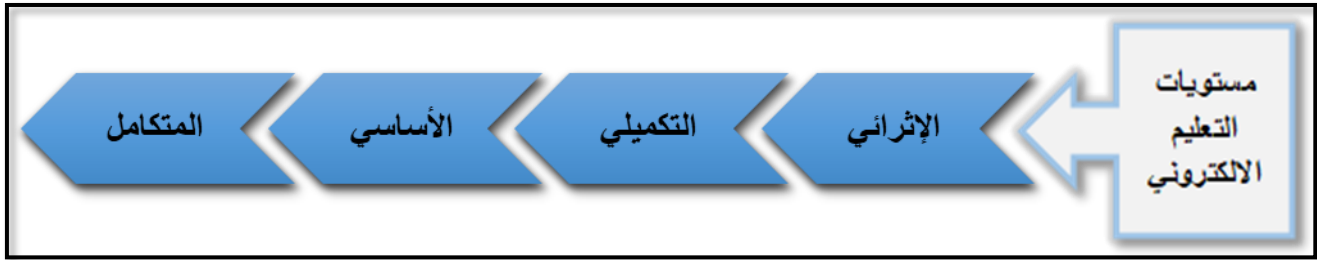 مستويات
التعليم
الالكتروني
الإثرائي
التكميلي
الأساسي
المتكامل